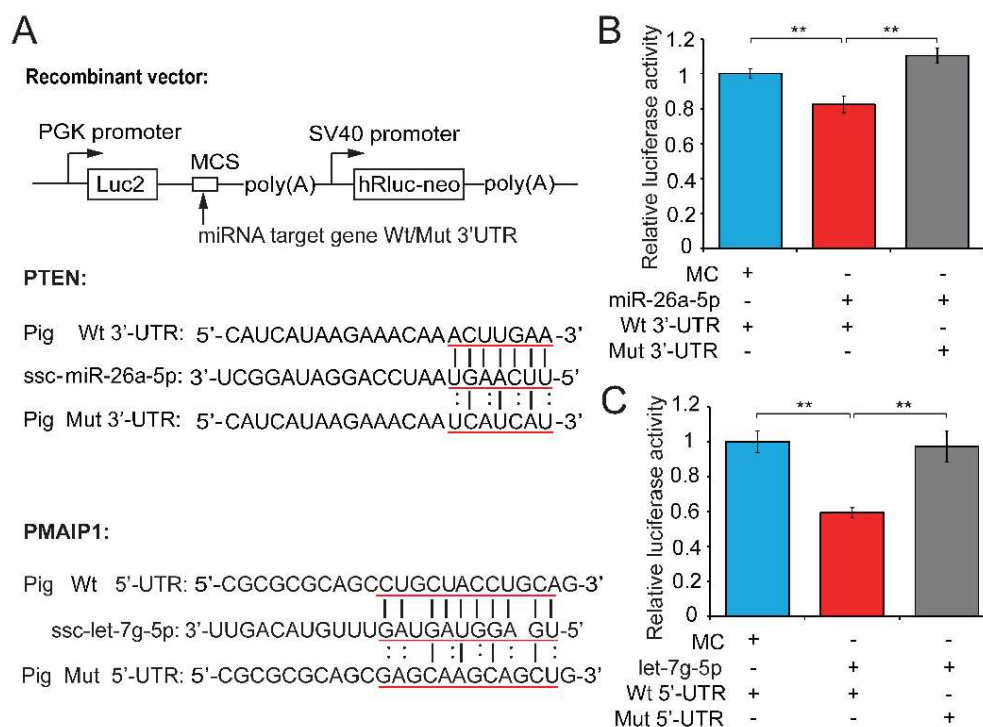 A
Recombinant vector:
PGK promoter
SV40 promoter
MCS
Luc2
poly(A)
hRluc-neo
poly(A)
miRNA target gene Wt/Mut 3'UTR
PTEN:
Pig Wt 3'-UTR: 5'-CAUCAUAAGAAACAAACUUGAA-3'
ssc-miR-26a-5p: 3'-UCGGAUAGGACCUAAUGAACUU-5'
Pig Mut 3'-UTR: 5'-CAUCAUAAGAAACAAUCAUCAU-3'
PMAIP1:
Pig Wt 5'-UTR: 5'-CGCGCGCAGCCUGCUACCUGCAG-3'
ssc-let-7g-5p: 3'-UUGACAUGUUUGAUGAUGGA GU-5'
Pig Mut 5'-UTR: 5'-CGCGCGCAGCGAGCAAGCAGCUG-3'
B
Relative luciferase activity
1.2
1
0.8
0.6
0.4
0.2
0
** **
MC + - -
miR-26a-5p - + +
Wt 3'-UTR + + -
Mut 3'-UTR - - +
C
Relative luciferase activity
1.2
1
0.8
0.6
0.4
0.2
0
** **
MC + - -
let-7g-5p - + +
Wt 5'-UTR + + -
Mut 5'-UTR - - +